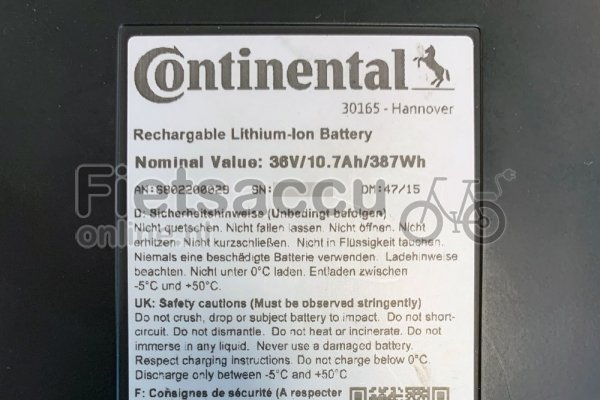 Continental
30165 - Hannover
Rechargable Lithium-Ion Battery
Nominal Value: 36V/10.7Ah/387Wh
AN:S802200029 SN: DM:47/15
Fietsaccu
online.nl
D: Sicherheitshinweise (Unbedingt befolgen)
Nicht quetschen. Nicht fallen lassen. Nicht öffnen. Nicht
erhitzen. Nicht kurzschließen. Nicht in Flüssigkeit tauchen.
Niemals eine beschädigte Batterie verwenden. Ladehinweise
beachten. Nicht unter 0°C laden. Entladen zwischen
-5°C und +50°C.
UK: Safety cautions (Must be observed stringently)
Do not crush, drop or subject battery to impact. Do not short-
circuit. Do not dismantle. Do not heat or incinerate. Do not
immerse in any liquid. Never use a damaged battery.
Respect charging instructions. Do not charge below 0°C.
Discharge only between -5°C and +50°C
F: Consignes de sécurité (A respecter